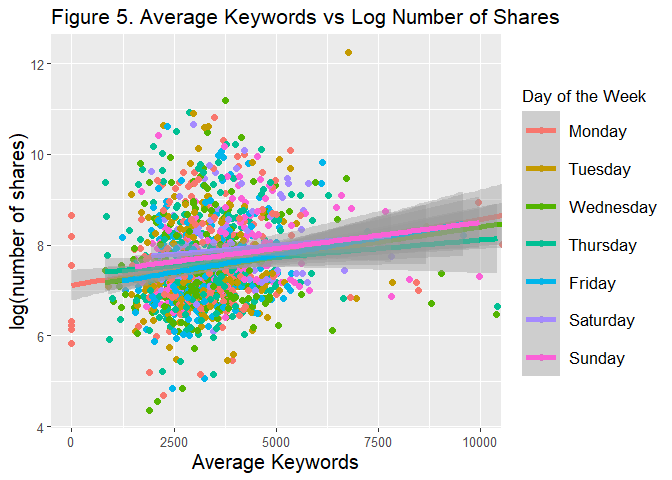 Figure 5. Average Keywords vs Log Number of Shares
log(number of shares)
12
10
8
6
4
0
2500
5000
7500
10000
Average Keywords
Day of the Week
Monday
Tuesday
Wednesday
Thursday
Friday
Saturday
Sunday